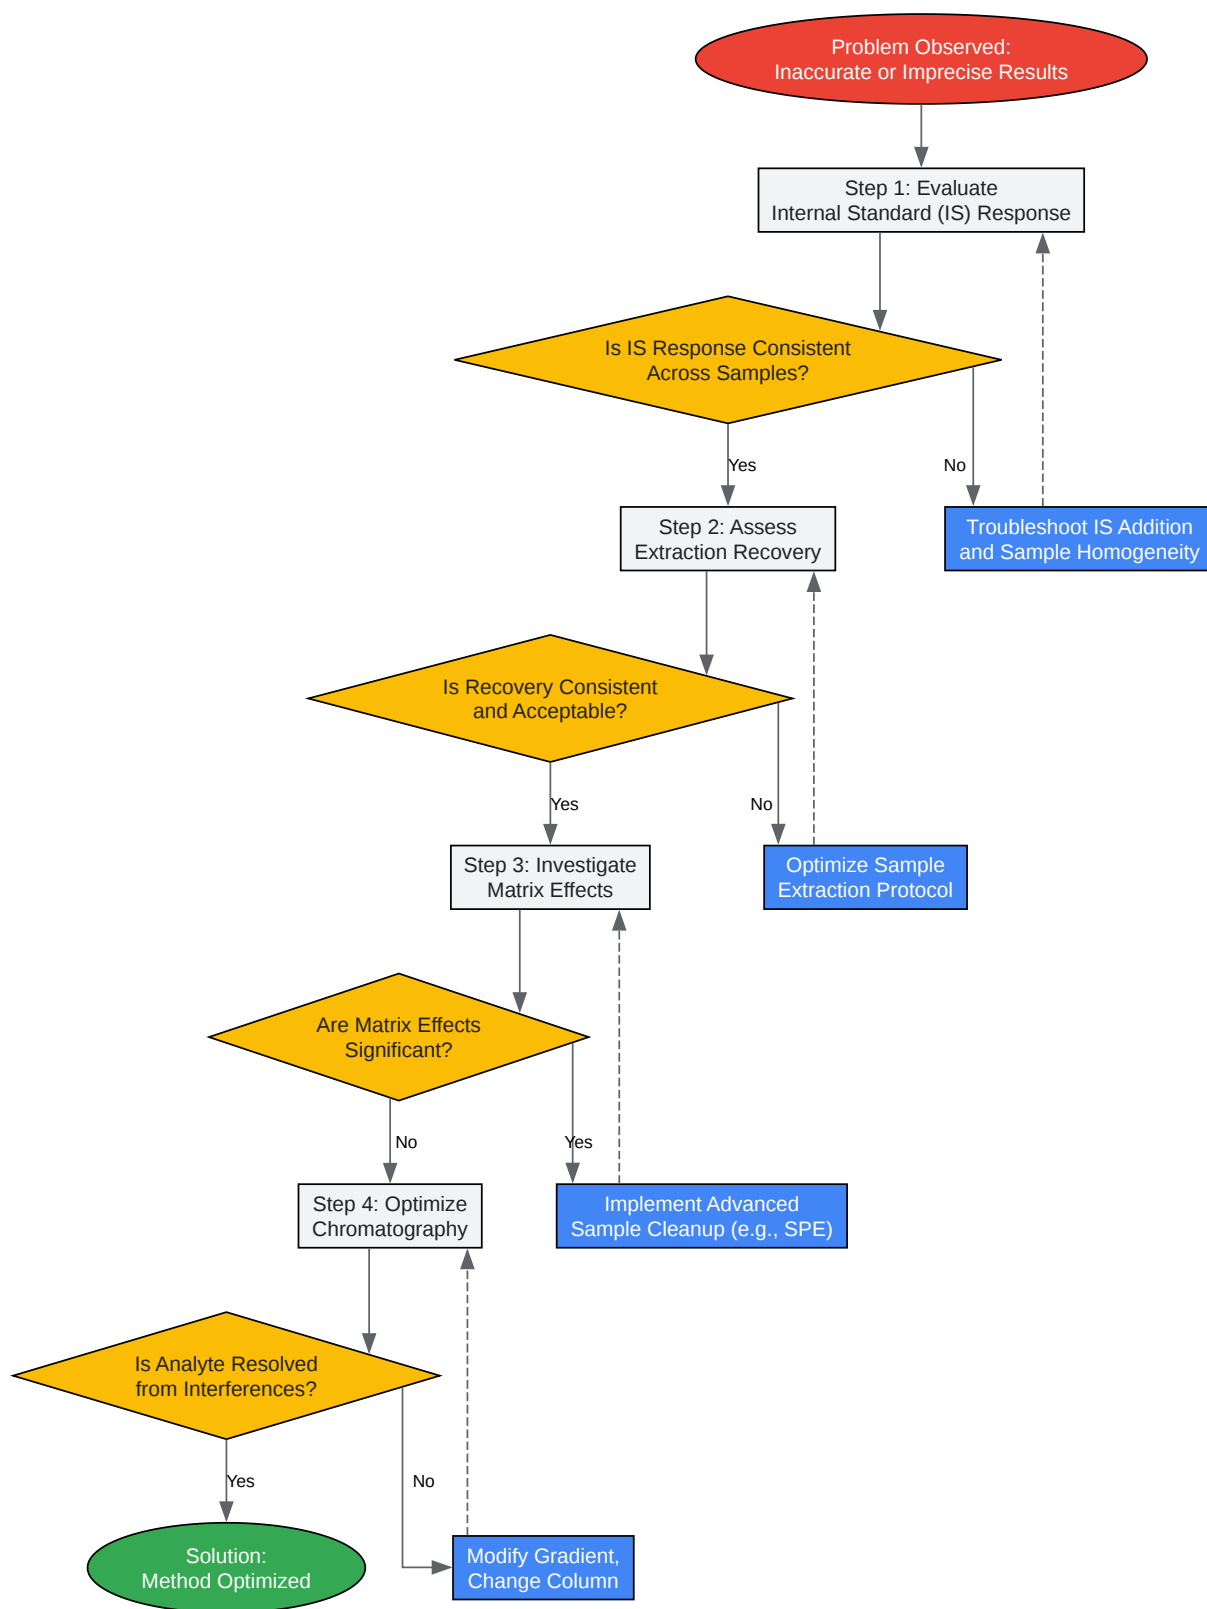 Problem Observed:
Inaccurate or Imprecise Results
Step 1: Evaluate
Internal Standard (IS) Response
Is IS Response Consistent
Across Samples?
Yes
No
Step 2: Assess
Extraction Recovery
Troubleshoot IS Addition
and Sample Homogeneity
Is Recovery Consistent
and Acceptable?
Yes
No
Step 3: Investigate
Matrix Effects
Optimize Sample
Extraction Protocol
Are Matrix Effects
Significant?
No
Yes
Step 4: Optimize
Chromatography
Implement Advanced
Sample Cleanup (e.g., SPE)
Is Analyte Resolved
from Interferences?
Yes
No
Solution:
Method Optimized
Modify Gradient,
Change Column